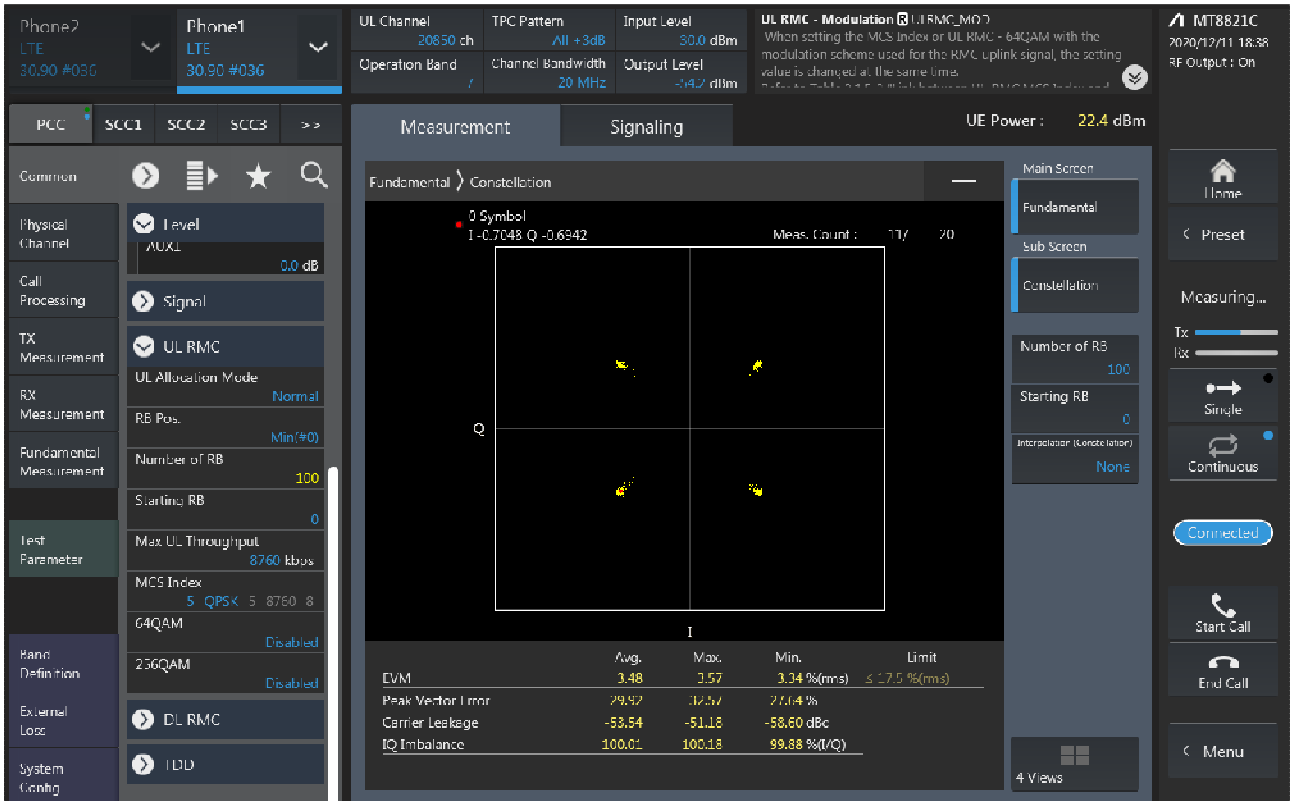 Phone2
LTE
30.90 #036
Phone1
LTE
30.90 #036
UL Channel
20850 ch
TPC Pattern
All +3dB
Input Level
30.0 dBm
Operation Band
7
Channel Bandwidth
20 MHz
Output Level
-54.2 dBm
UL RMC - Modulation R ULRMC_MOD
When setting the MCS Index or UL RMC - 64QAM with the
modulation scheme used for the RMC uplink signal, the setting
value is changed at the same time.
MT8821C
2020/12/11 18:38
RF Output : On
PCC
SCC1
SCC2
SCC3
>>
Measurement
Signaling
UE Power :
22.4 dBm
Common
Physical
Channel
Call
Processing
TX
Measurement
RX
Measurement
Fundamental
Measurement
Test
Parameter
Band
Definition
External
Loss
System
Config
Level
AUX1
0.0 dB
Signal
UL RMC
UL Allocation Mode
Normal
RB Pos.
Min(#0)
Number of RB
100
Starting RB
0
Max UL Throughput
8760 kbps
MCS Index
5 QPSK 5 8760 8
64QAM
Disabled
256QAM
Disabled
DL RMC
TDD
Fundamental
Constellation
0 Symbol
I -0.7048 Q -0.6942
Meas. Count : 11/ 20
Q
I
Avg. Max. Min. Limit
EVM 3.48 3.57 3.34 %(rms) ≤ 17.5 %(rms)
Peak Vector Error 29.92 32.57 27.64 %
Carrier Leakage -53.54 -51.18 -58.60 dBc
IQ Imbalance 100.01 100.18 99.88 %(I/Q)
Main Screen
Fundamental
Sub Screen
Constellation
Number of RB
100
Starting RB
0
Interpolation (Constellation)
None
4 Views
Home
< Preset
Measuring...
Tx
Rx
Single
Continuous
Connected
Start Call
End Call
< Menu